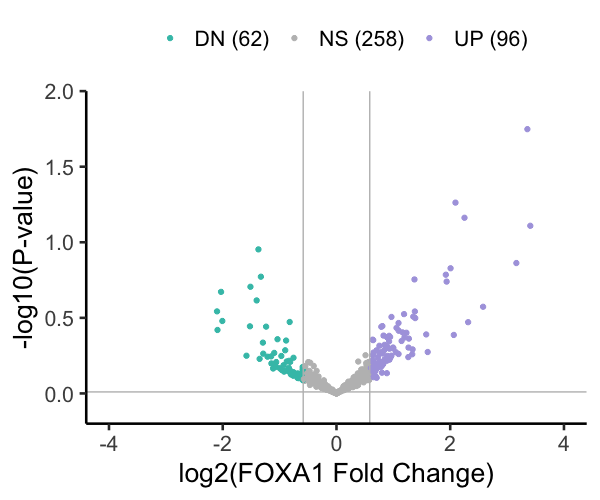 DN (62) NS (258) UP (96)
2.0
1.5
1.0
0.5
0.0
-log10(P-value)
-4 -2 0 2 4
log2(FOXA1 Fold Change)